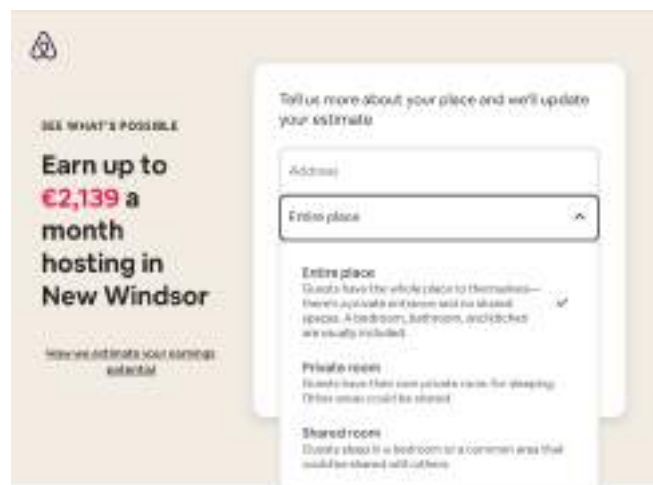 SEE WHAT'S POSSIBLE
Earn up to
€2,139 a
month
hosting in
New Windsor
How we estimate your earnings
potential
Tell us more about your place and we'll update
your estimate
Address
Entire place
Entire place
Guests have the whole place to themselves—
there's a private entrance and no shared
spaces. A bedroom, bathroom, and kitchen
are usually included.
Private room
Guests have their own private room for sleeping.
Other areas could be shared.
Shared room
Guests sleep in a bedroom or a common area that
could be shared with others.